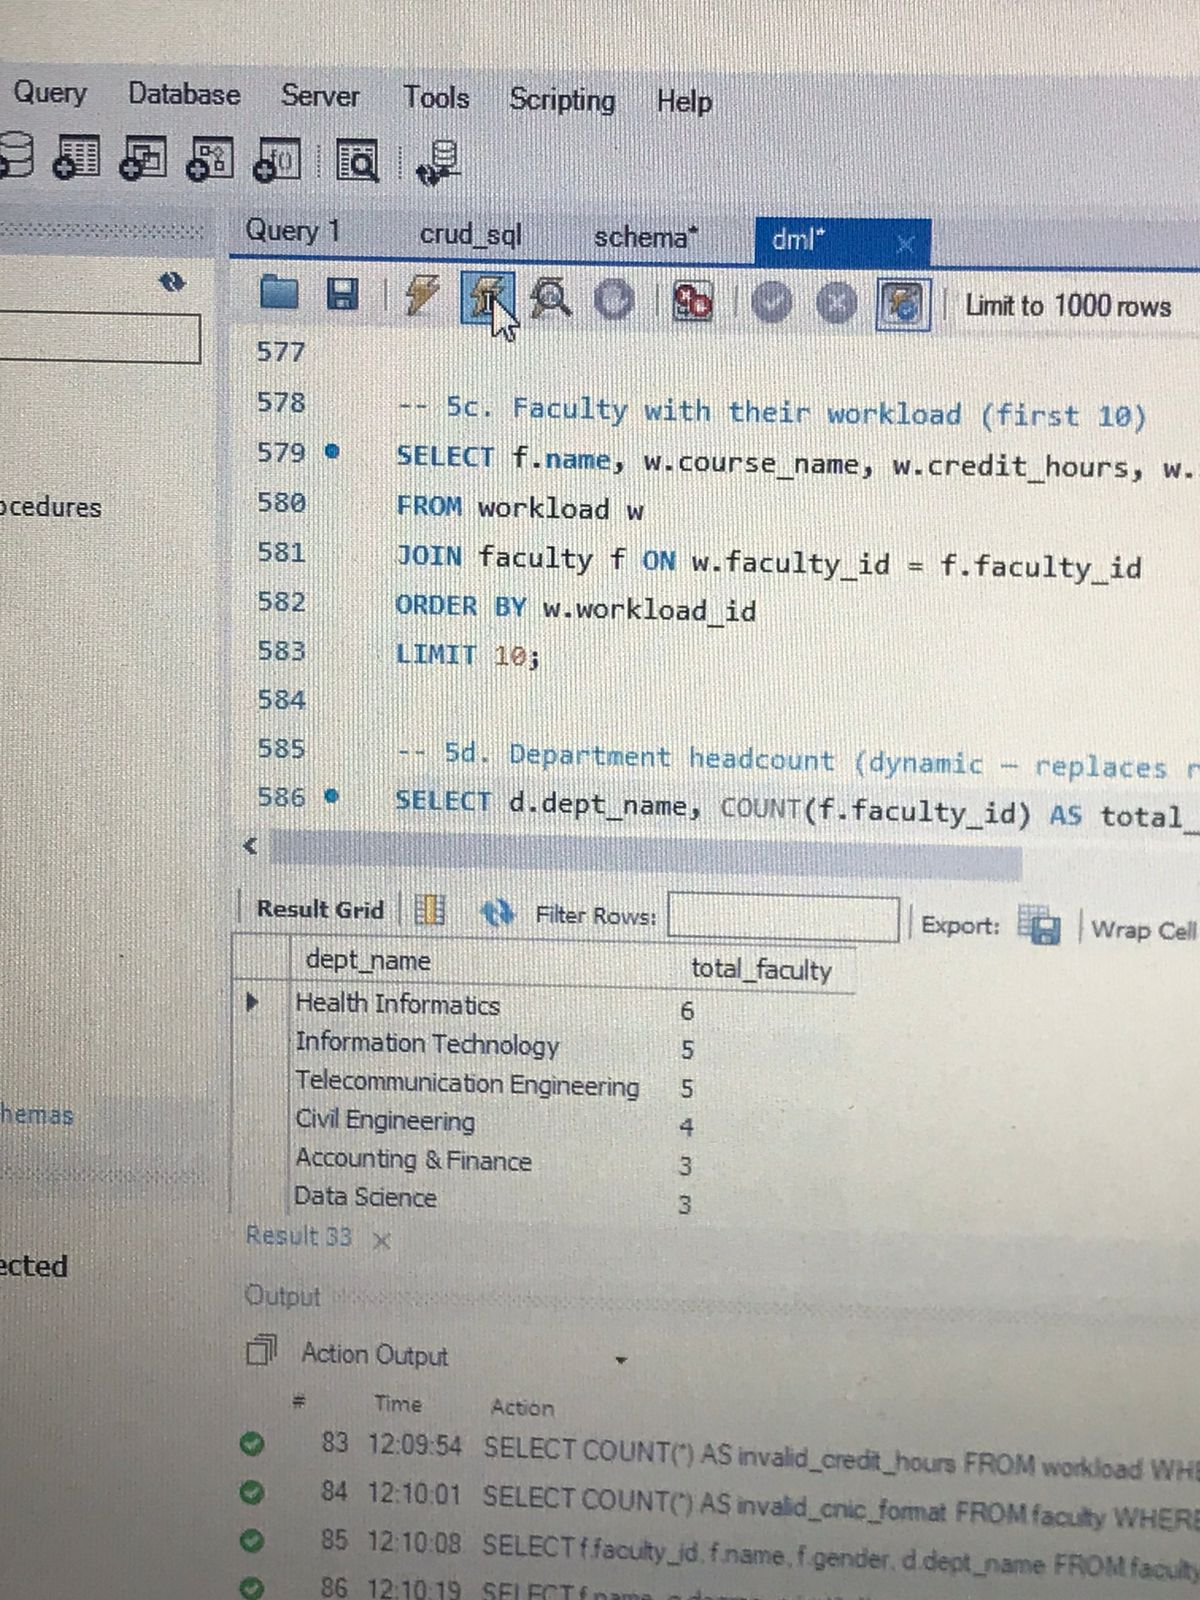 Query Database Server Tools Scripting Help
Query 1 crud_sql schema* dml*
Limit to 1000 rows
577
578 -- 5c. Faculty with their workload (first 10)
579 SELECT f.name, w.course_name, w.credit_hours, w.
580 FROM workload w
ocedures
581 JOIN faculty f ON w.faculty_id = f.faculty_id
582 ORDER BY w.workload_id
583 LIMIT 10;
584
585 -- 5d. Department headcount (dynamic — replaces r
586 SELECT d.dept_name, COUNT(f.faculty_id) AS total_
Result Grid Filter Rows: Export: Wrap Cell
dept_name total_faculty
Health Informatics 6
Information Technology 5
Telecommunication Engineering 5
Civil Engineering 4
hemas
Accounting & Finance 3
Data Science 3
Result 33
ected
Output
Action Output
# Time Action
83 12:09:54 SELECT COUNT(*) AS invalid_credit_hours FROM workload WHE
84 12:10:01 SELECT COUNT(*) AS invalid_cnic_format FROM faculty WHERE
85 12:10:08 SELECT f.faculty_id, f.name, f.gender, d.dept_name FROM faculty
86 12:10:19 SELECT f.name,